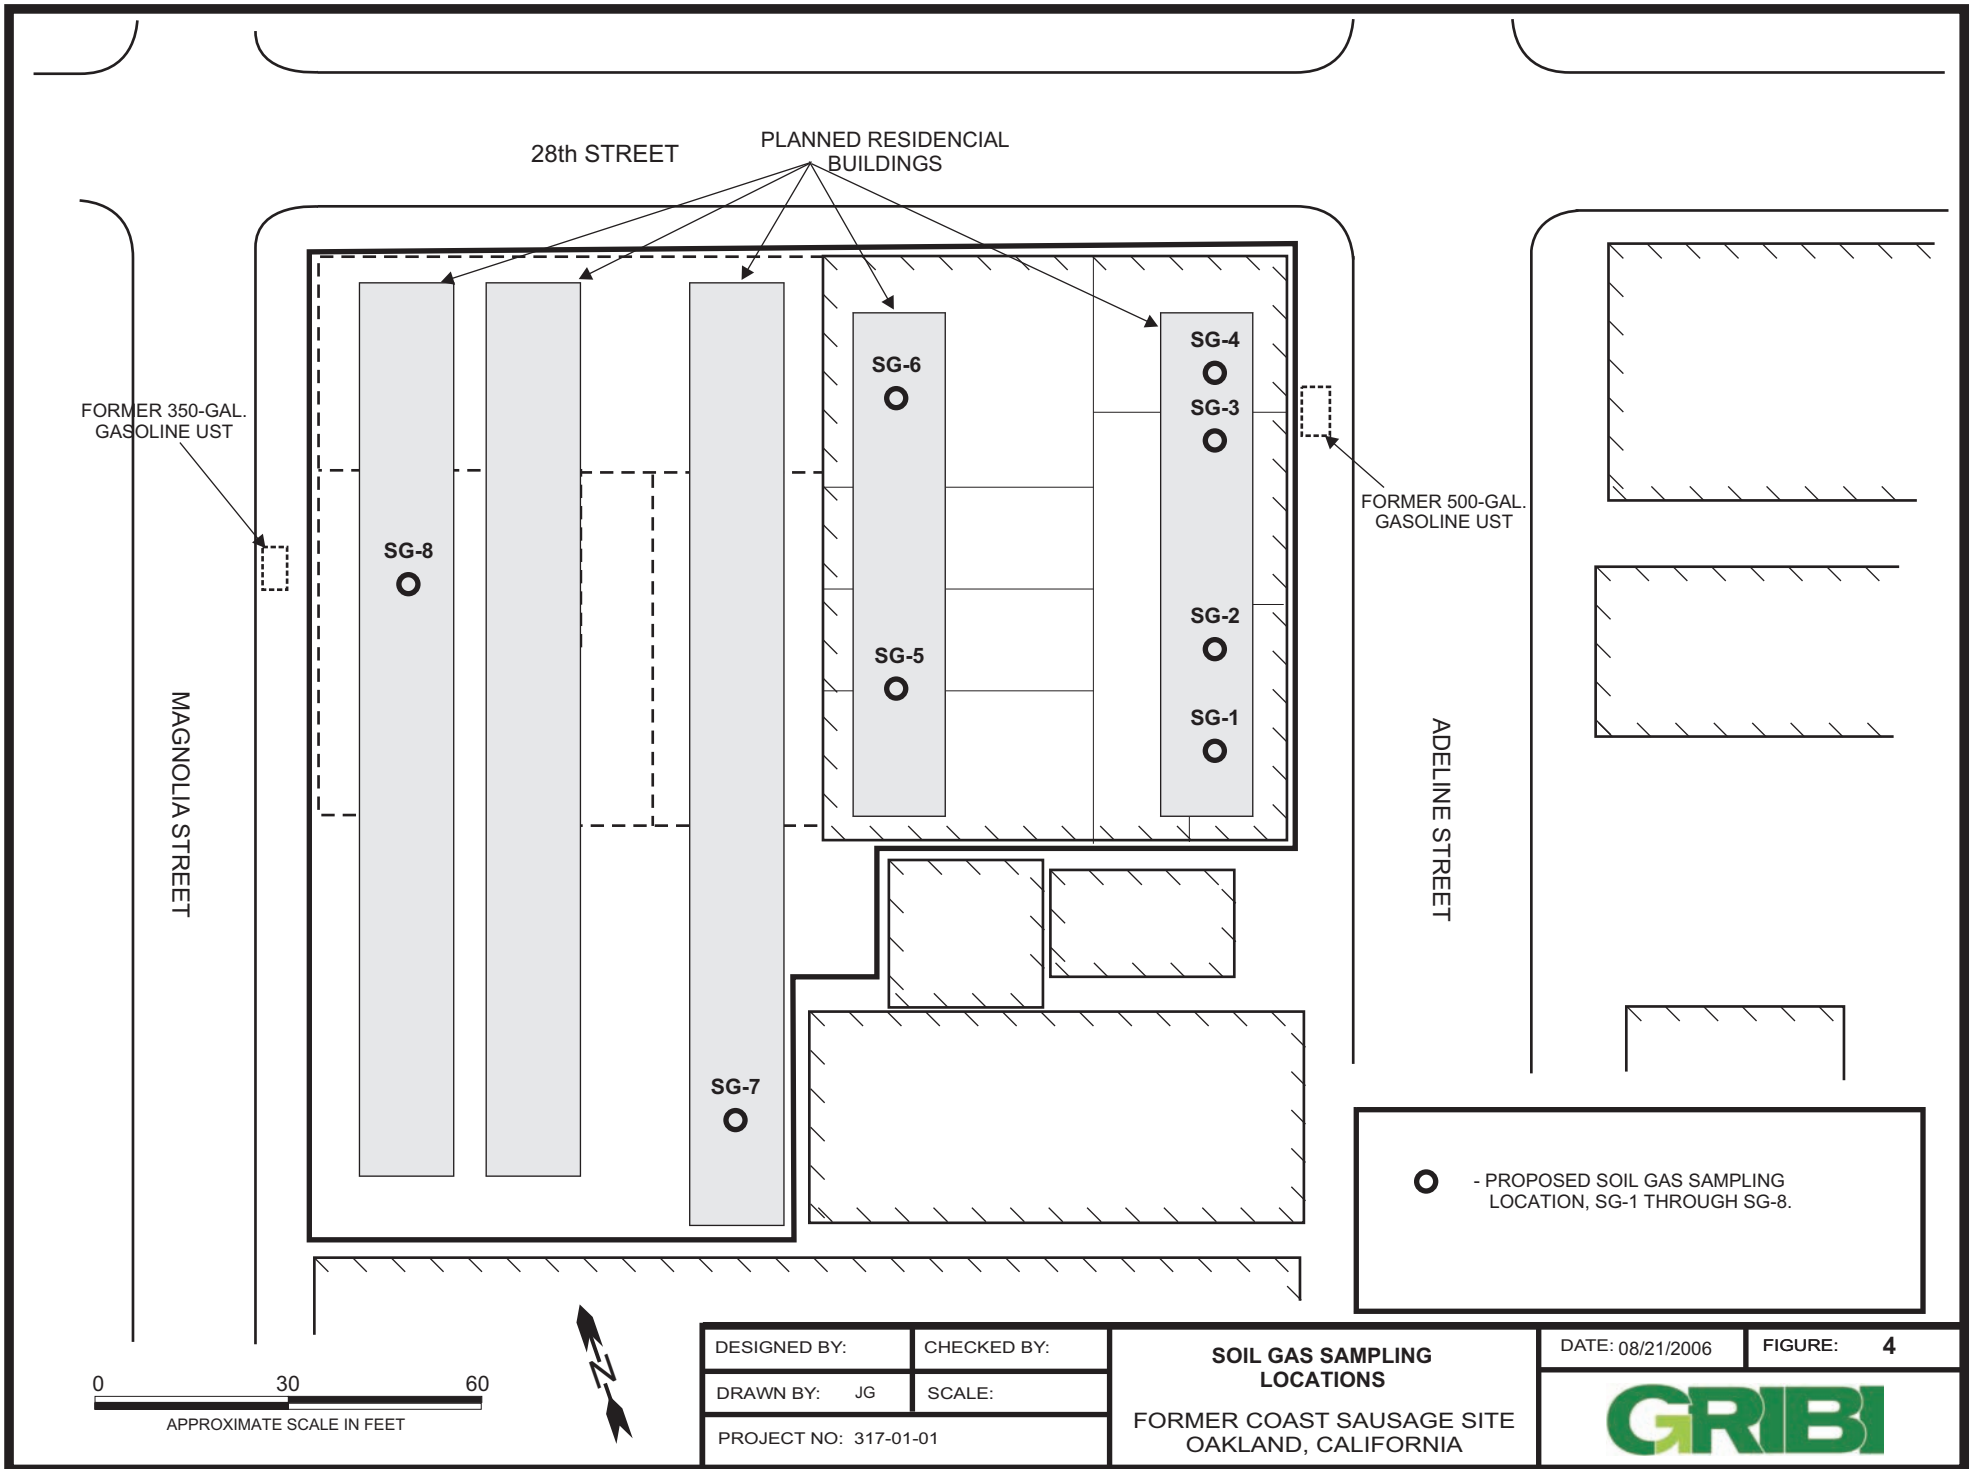 28th STREET
PLANNED RESIDENCIAL
BUILDINGS
SG-4
SG-6
SG-3
FORMER 350-GAL.
GASOLINE UST
FORMER 500-GAL.
GASOLINE UST
SG-8
SG-2
SG-5
SG-1
MAGNOLIA STREET
ADELINE STREET
SG-7
- PROPOSED SOIL GAS SAMPLING
LOCATION, SG-1 THROUGH SG-8.
0 30 60
APPROXIMATE SCALE IN FEET
N
DESIGNED BY:
CHECKED BY:
DRAWN BY: JG
SCALE:
PROJECT NO: 317-01-01
SOIL GAS SAMPLING
LOCATIONS
FORMER COAST SAUSAGE SITE
OAKLAND, CALIFORNIA
DATE: 08/21/2006
FIGURE: 4
GRIBI